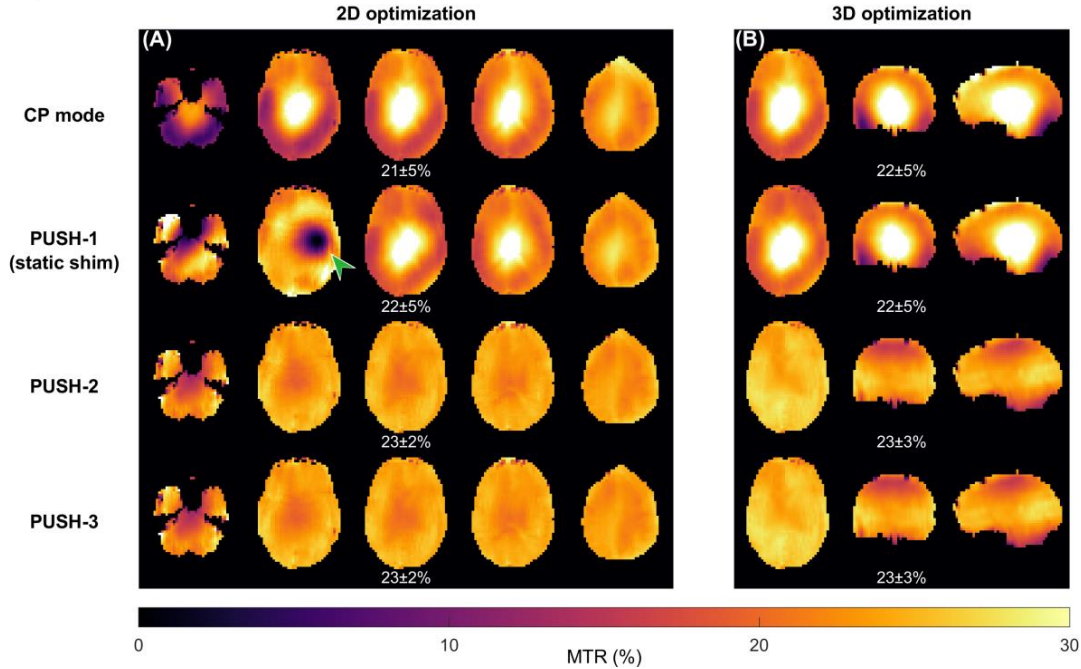 2D optimization
3D optimization
(A)
(B)
CP mode
21±5%
22±5%
PUSH-1
(static shim)
22±5%
22±5%
PUSH-2
23±2%
23±3%
PUSH-3
23±2%
23±3%
0
10
20
30
MTR (%)